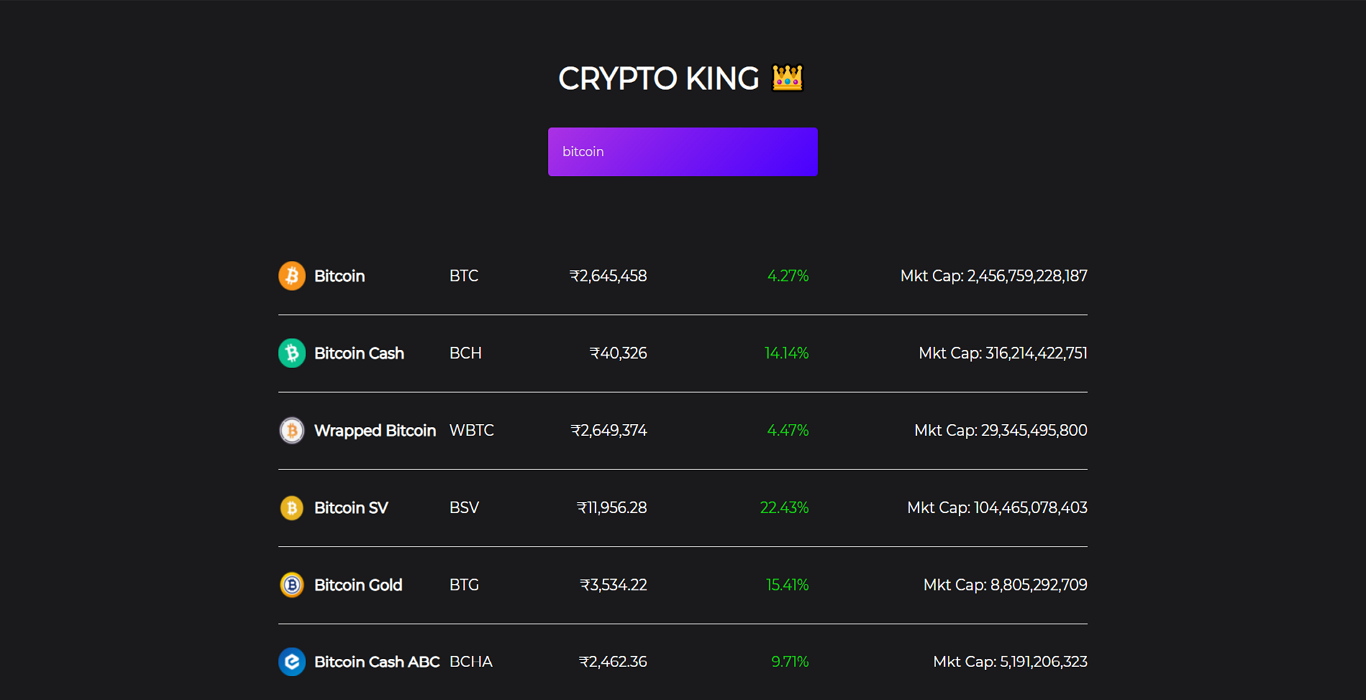 CRYPTO KING 👑
bitcoin
Bitcoin BTC ₹2,645,458 4.27% Mkt Cap: 2,456,759,228,187
Bitcoin Cash BCH ₹40,326 14.14% Mkt Cap: 316,214,422,751
Wrapped Bitcoin WBTC ₹2,649,374 4.47% Mkt Cap: 29,345,495,800
Bitcoin SV BSV ₹11,956.28 22.43% Mkt Cap: 104,465,078,403
Bitcoin Gold BTG ₹3,534.22 15.41% Mkt Cap: 8,805,292,709
Bitcoin Cash ABC BCHA ₹2,462.36 9.71% Mkt Cap: 5,191,206,323